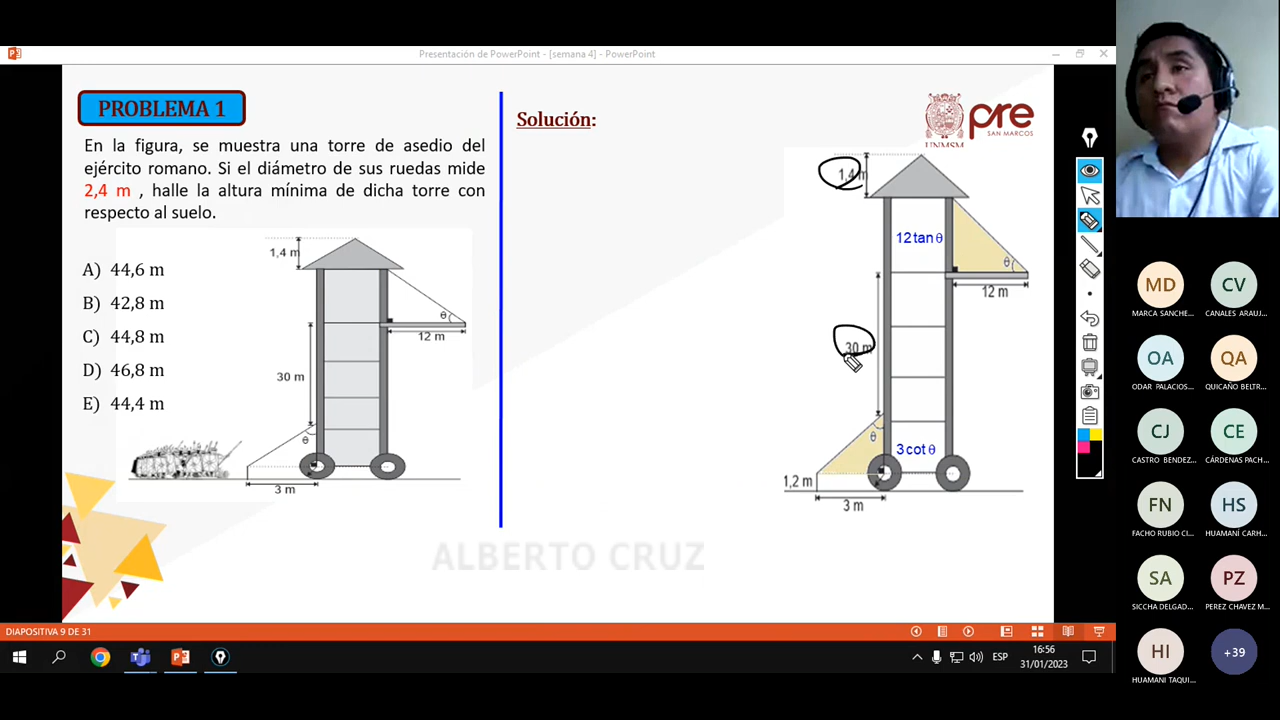 Presentación de PowerPoint - [semana 4] - PowerPoint
PROBLEMA 1
En la figura, se muestra una torre de asedio del
ejército romano. Si el diámetro de sus ruedas mide
2,4 m , halle la altura mínima de dicha torre con
respecto al suelo.
A) 44,6 m
B) 42,8 m
C) 44,8 m
D) 46,8 m
E) 44,4 m
1,4 m
θ
12 m
30 m
θ
3 m
Solución:
UNMSM
pre
SAN MARCOS
1,4 m
12 tan θ
θ
12 m
30 m
θ
3 cot θ
1,2 m
3 m
ALBERTO CRUZ
DIAPOSITIVA 9 DE 31
ESP
16:56
31/01/2023
MD
MARCA SANCHE...
CV
CANALES ARAUJ...
OA
ODAR PALACIOS...
QA
QUICAÑO BELTR...
CJ
CASTRO BENDEZ...
CE
CÁRDENAS PACH...
FN
FACHO RUBIO CI...
HS
HUAMANÍ CARH...
SA
SICCHA DELGAD...
PZ
PEREZ CHAVEZ M...
HI
HUAMANI TAQUI...
+39